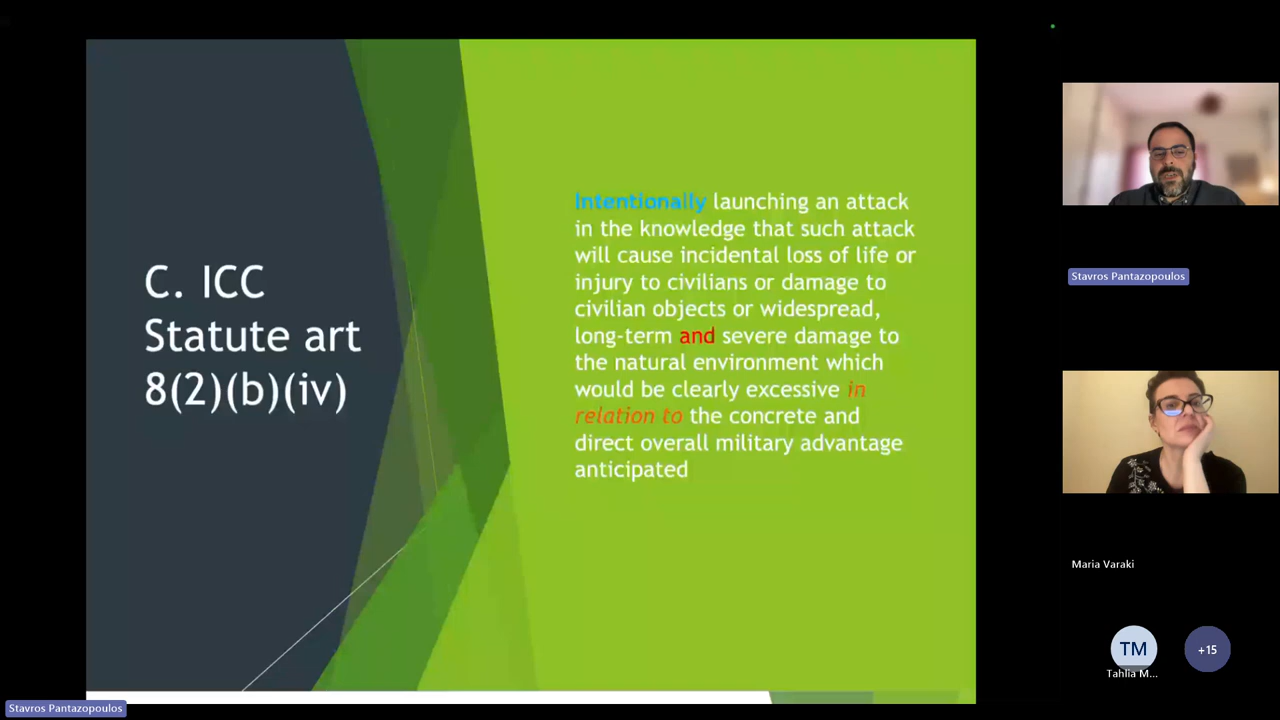 C. ICC
Statute art
8(2)(b)(iv)
Intentionally launching an attack
in the knowledge that such attack
will cause incidental loss of life or
injury to civilians or damage to
civilian objects or widespread,
long-term and severe damage to
the natural environment which
would be clearly excessive in
relation to the concrete and
direct overall military advantage
anticipated
Stavros Pantazopoulos
Maria Varaki
TM
+15
Tahlia M...
Stavros Pantazopoulos